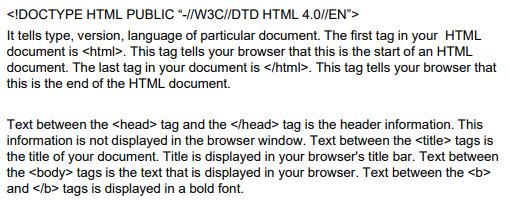 <!DOCTYPE HTML PUBLIC “-//W3C//DTD HTML 4.0//EN”>
It tells type, version, language of particular document. The first tag in your HTML
document is <html>. This tag tells your browser that this is the start of an HTML
document. The last tag in your document is </html>. This tag tells your browser that
this is the end of the HTML document.
Text between the <head> tag and the </head> tag is the header information. This
information is not displayed in the browser window. Text between the <title> tags is
the title of your document. Title is displayed in your browser's title bar. Text between
the <body> tags is the text that is displayed in your browser. Text between the <b>
and </b> tags is displayed in a bold font.